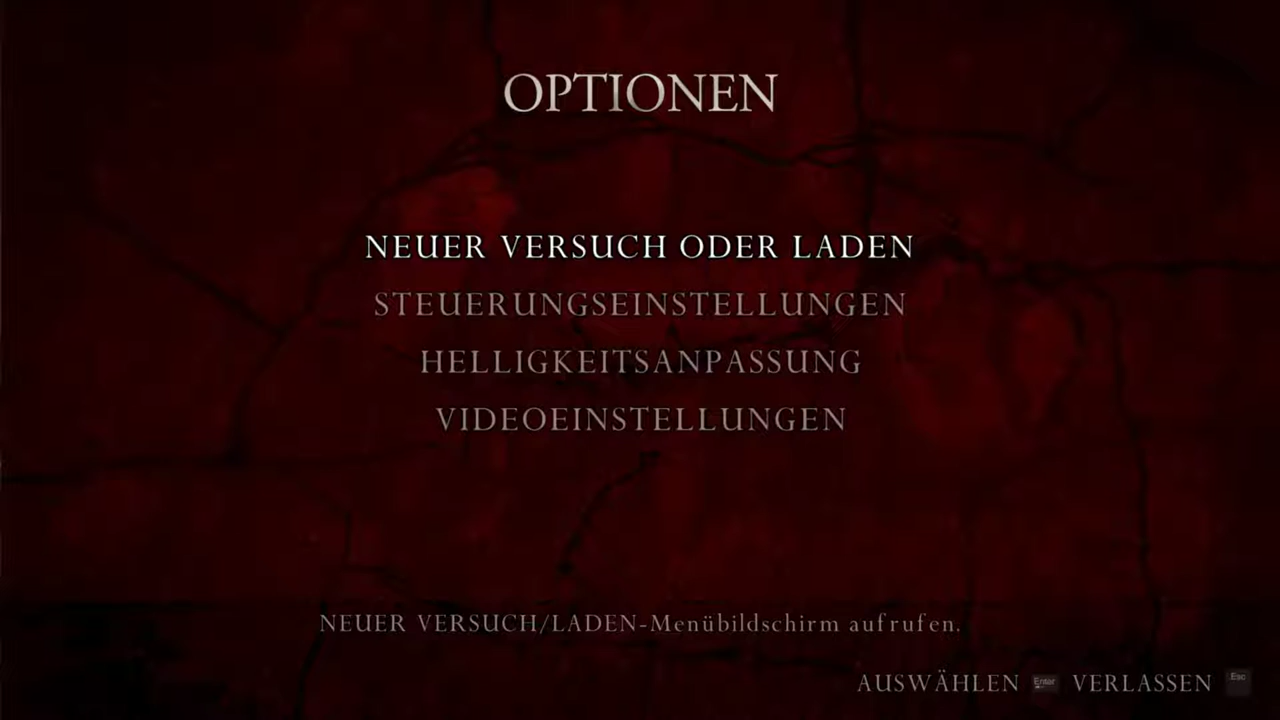 OPTIONEN
NEUER VERSUCH ODER LADEN
STEUERUNGSEINSTELLUNGEN
HELLIGKEITSANPASSUNG
VIDEOEINSTELLUNGEN
NEUER VERSUCH/LADEN-Menübildschirm aufrufen.
AUSWÄHLEN Enter VERLASSEN Esc